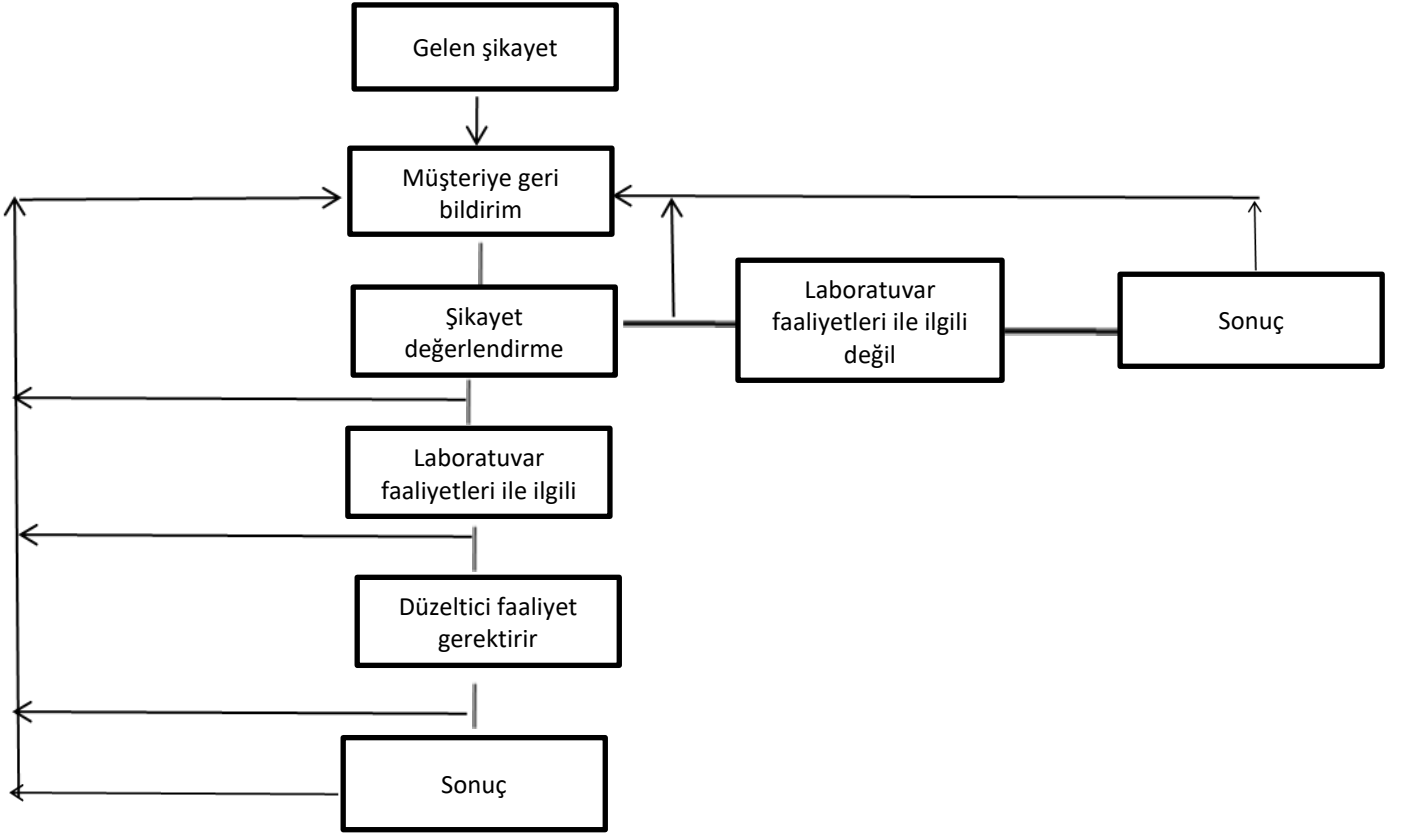 Gelen şikayet
Müşteriye geri
bildirim
Şikayet
değerlendirme
Laboratuvar
faaliyetleri ile ilgili
değil
Sonuç
Laboratuvar
faaliyetleri ile ilgili
Düzeltici faaliyet
gerektirir
Sonuç